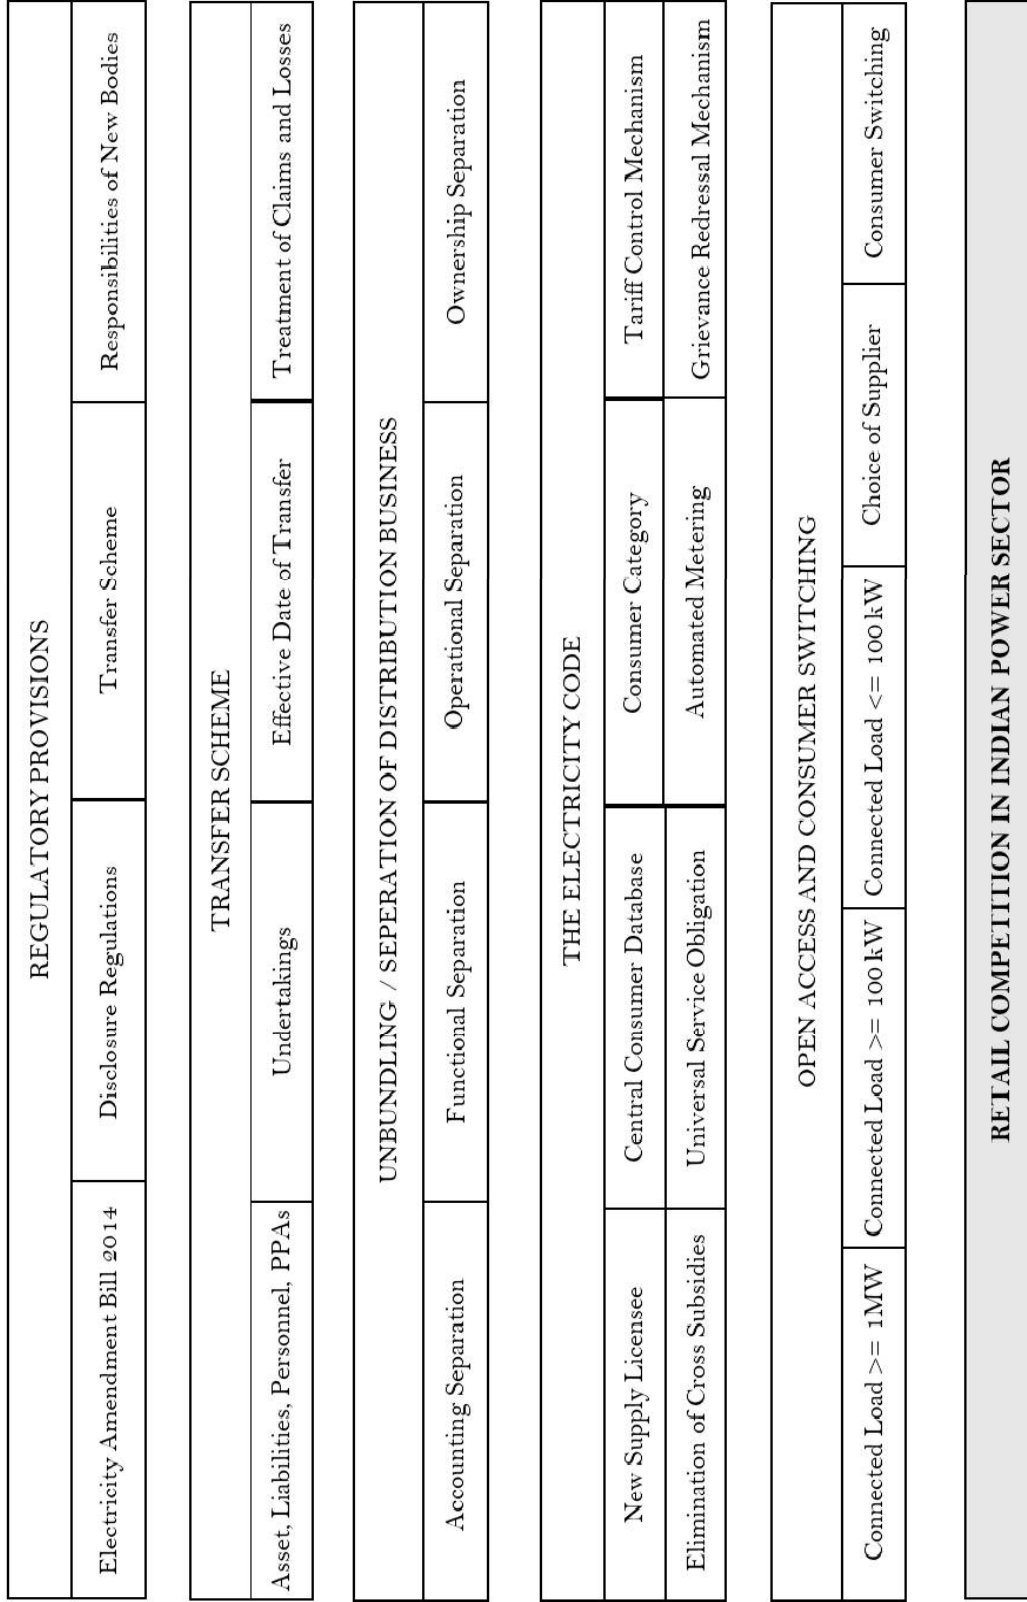 REGULATORY PROVISIONS
Electricity Amendment Bill 2014
Disclosure Regulations
Transfer Scheme
Responsibilities of New Bodies
TRANSFER SCHEME
Asset, Liabilities, Personnel, PPAs
Undertakings
Effective Date of Transfer
Treatment of Claims and Losses
UNBUNDLING / SEPERATION OF DISTRIBUTION BUSINESS
Accounting Separation
Functional Separation
Operational Separation
Ownership Separation
THE ELECTRICITY CODE
New Supply Licensee
Central Consumer Database
Consumer Category
Tariff Control Mechanism
Elimination of Cross Subsidies
Universal Service Obligation
Automated Metering
Grievance Redressal Mechanism
OPEN ACCESS AND CONSUMER SWITCHING
Connected Load >= 1MW
Connected Load >= 100 kW
Connected Load <= 100 kW
Choice of Supplier
Consumer Switching
RETAIL COMPETITION IN INDIAN POWER SECTOR